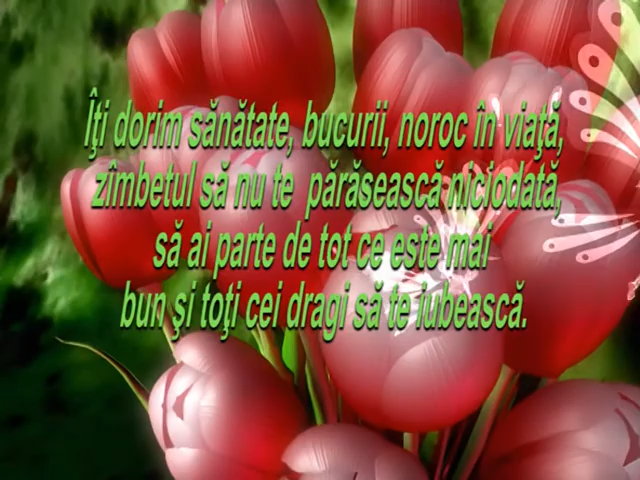 Îţi dorim sănătate, bucurii, noroc în viaţă,
zîmbetul să nu te părăsească niciodată,
să ai parte de tot ce este mai
bun şi toţi cei dragi să te iubească.